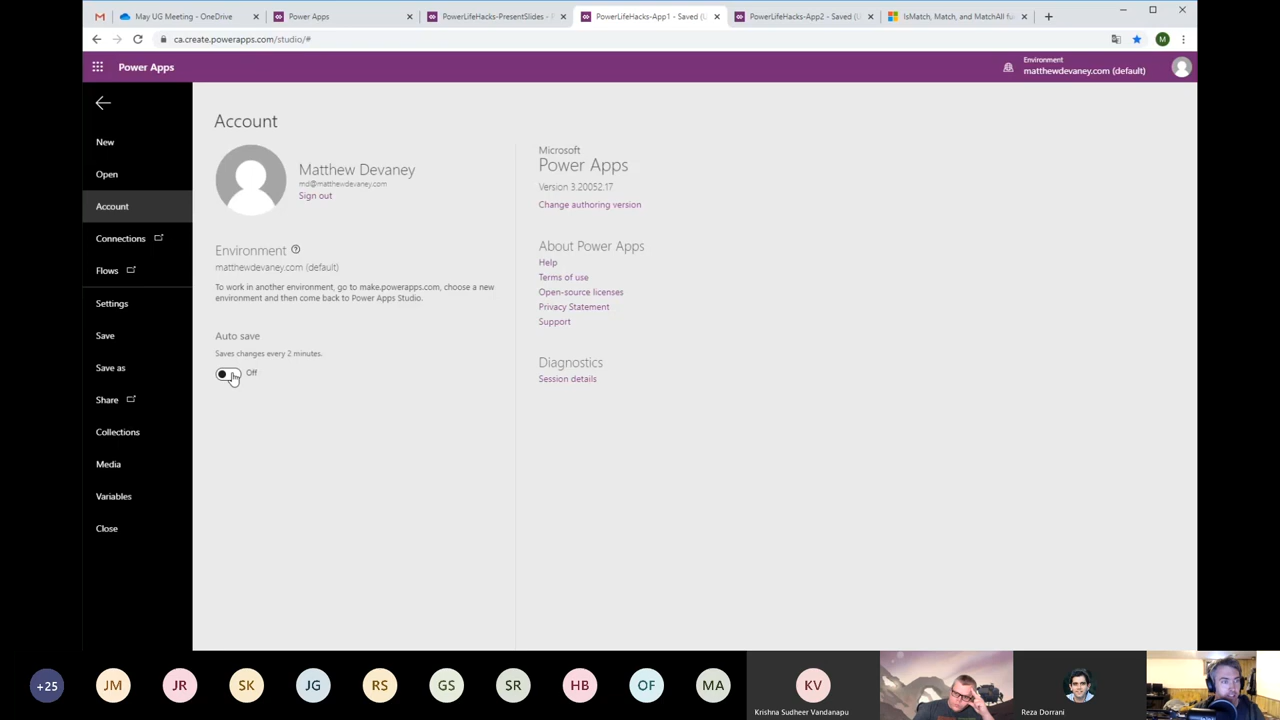 May UG Meeting - OneDrive
Power Apps
PowerLifeHacks-PresentSlides -
PowerLifeHacks-App1 - Saved (
PowerLifeHacks-App2 - Saved (
IsMatch, Match, and MatchAll fu
ca.create.powerapps.com/studio/#
M
Power Apps
Environment
matthewdevaney.com (default)
New
Open
Account
Connections
Flows
Settings
Save
Save as
Share
Collections
Media
Variables
Close
Account
Matthew Devaney
md@matthewdevaney.com
Sign out
Environment
matthewdevaney.com (default)
To work in another environment, go to make.powerapps.com, choose a new
environment and then come back to Power Apps Studio.
Auto save
Saves changes every 2 minutes.
Off
Microsoft
Power Apps
Version 3.20052.17
Change authoring version
About Power Apps
Help
Terms of use
Open-source licenses
Privacy Statement
Support
Diagnostics
Session details
+25
JM
JR
SK
JG
RS
GS
SR
HB
OF
MA
KV
Krishna Sudheer Vandanapu
Reza Dorrani